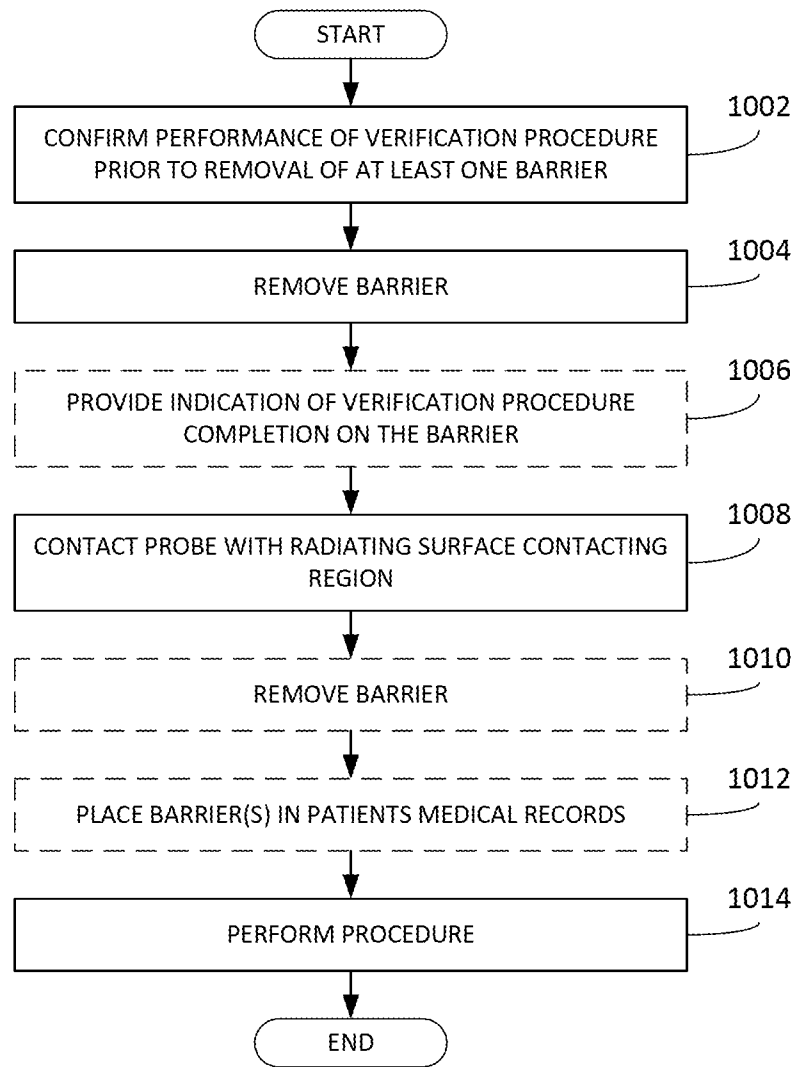 START
1002
CONFIRM PERFORMANCE OF VERIFICATION PROCEDURE
PRIOR TO REMOVAL OF AT LEAST ONE BARRIER
1004
REMOVE BARRIER
1006
PROVIDE INDICATION OF VERIFICATION PROCEDURE
COMPLETION ON THE BARRIER
1008
CONTACT PROBE WITH RADIATING SURFACE CONTACTING
REGION
1010
REMOVE BARRIER
1012
PLACE BARRIER(S) IN PATIENTS MEDICAL RECORDS
1014
PERFORM PROCEDURE
END